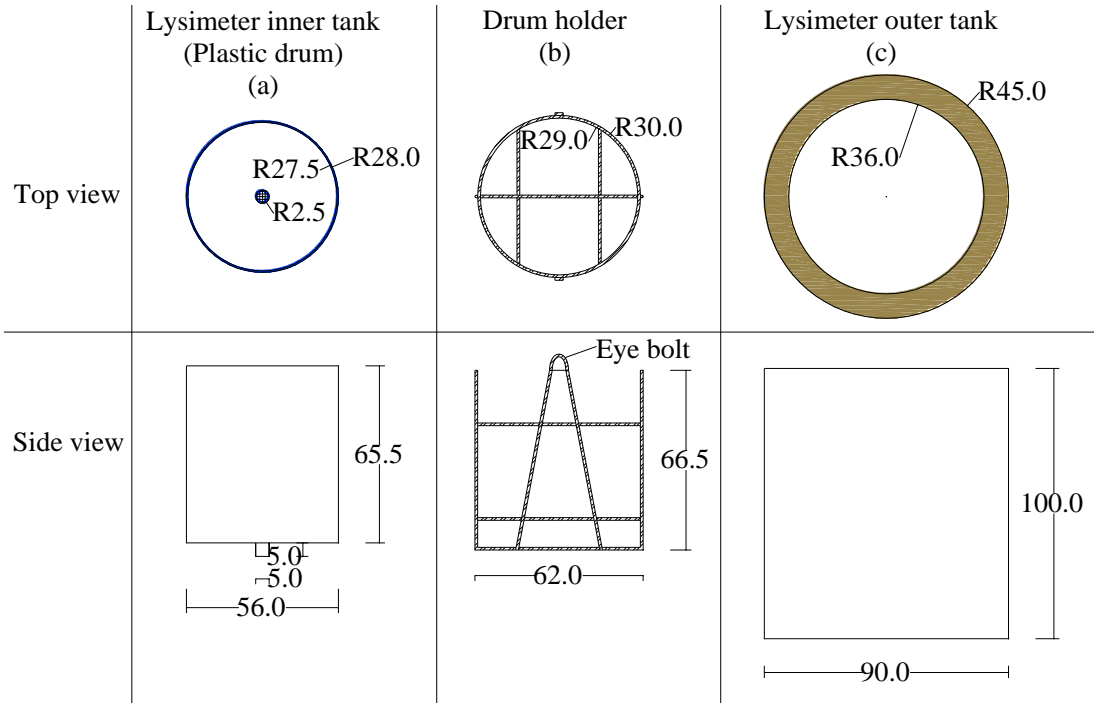 Lysimeter inner tank
(Plastic drum)
(a)
Drum holder
(b)
Lysimeter outer tank
(c)
Top view
R27.5
R28.0
R2.5
R29.0
R30.0
R36.0
R45.0
Side view
65.5
5.0
5.0
56.0
Eye bolt
66.5
62.0
100.0
90.0